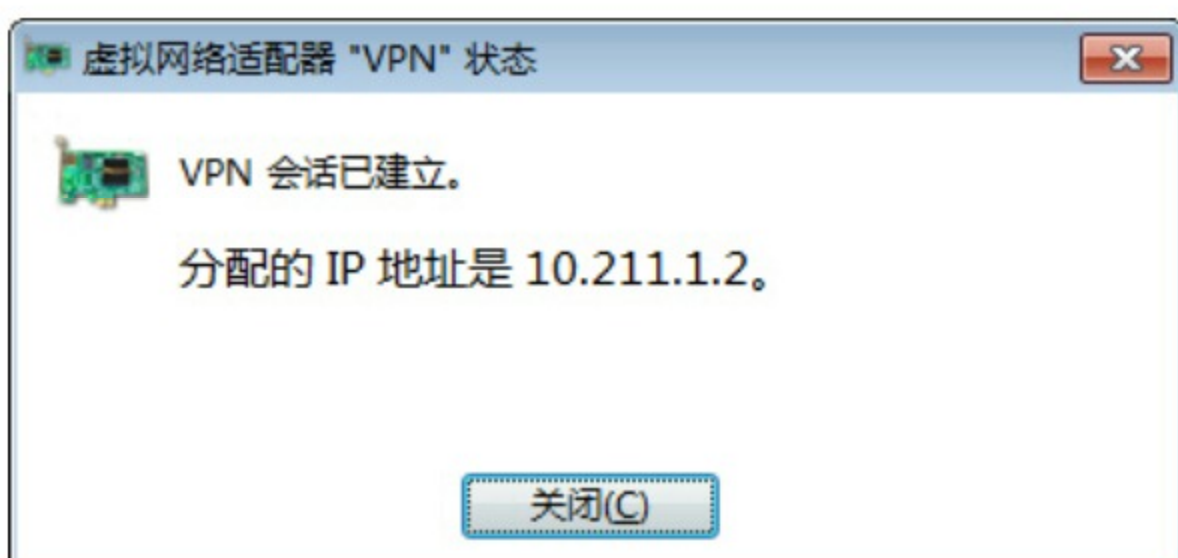 虚拟网络适配器 "VPN" 状态
VPN 会话已建立。
分配的 IP 地址是 10.211.1.2。
关闭(C)